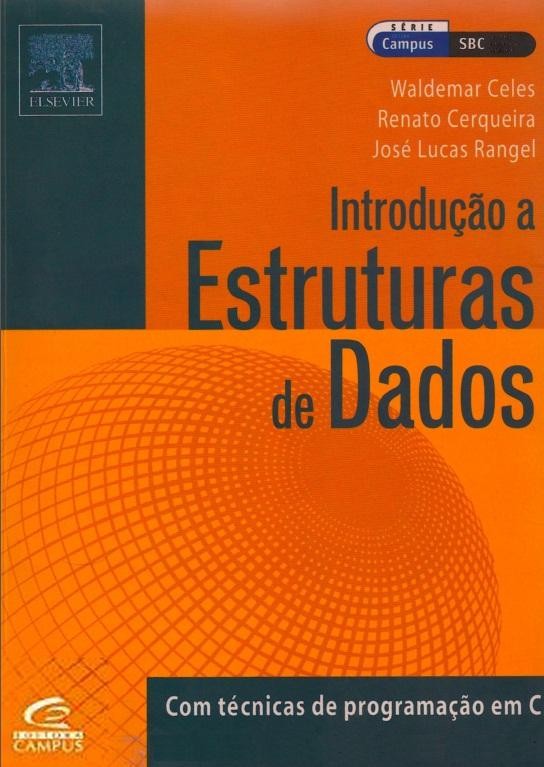 ELSEVIER
SÉRIE
Campus SBC
Waldemar Celes
Renato Cerqueira
José Lucas Rangel
Introdução a
Estruturas
de Dados
Com técnicas de programação em C
EDITORA
CAMPUS